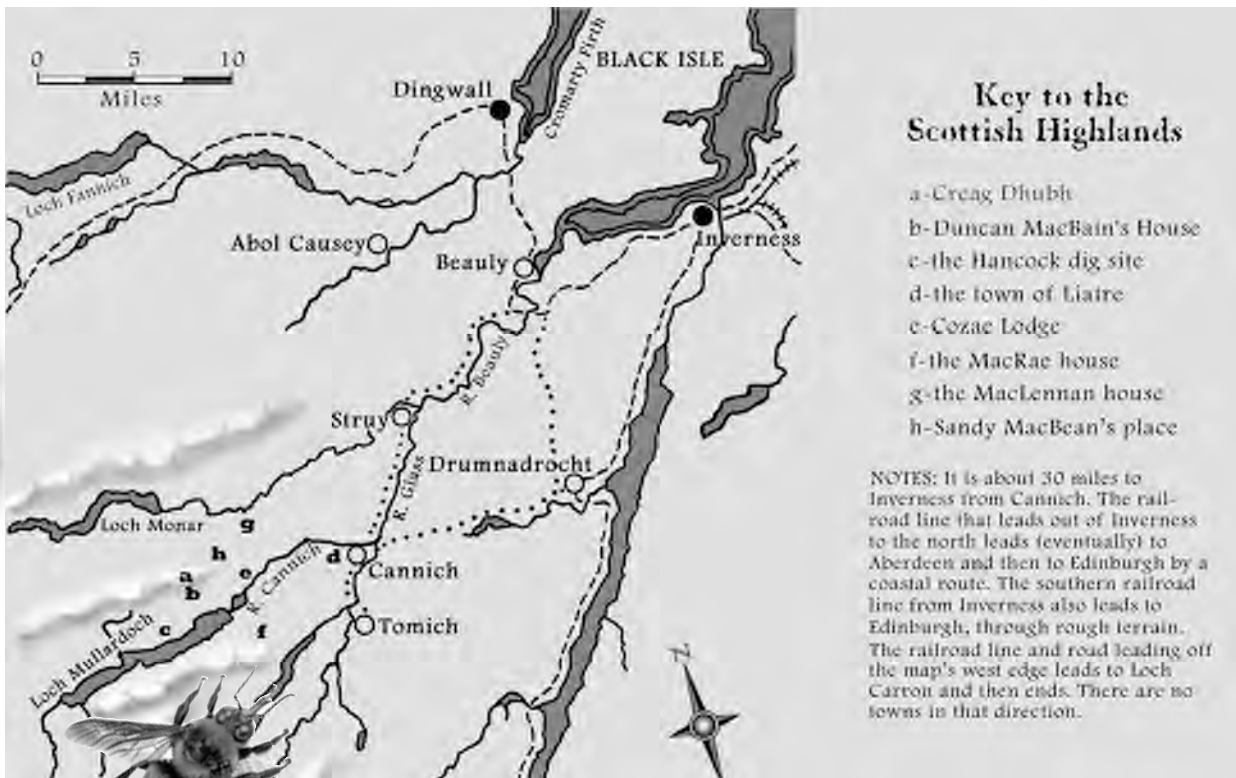 0 5 10
Miles
Dingwall
Cromarty Firth
BLACK ISLE
Loch Fannich
Abol Causey
Beauly
Inverness
R. Beauly
Struy
R. Glass
Drumnadrocht
Loch Monar
g
h
a
b
e
d
R. Cannich
Cannich
c
f
Tomich
Loch Mullardoch
N
Key to the
Scottish Highlands
a-Creag Dhubh
b-Duncan MacBain's House
c-the Hancock dig site
d-the town of Liatre
e-Cozae Lodge
f-the MacRae house
g-the MacLennan house
h-Sandy MacBean's place
NOTES: It is about 30 miles to
Inverness from Cannich. The rail-
road line that leads out of Inverness
to the north leads (eventually) to
Aberdeen and then to Edinburgh by a
coastal route. The southern railroad
line from Inverness also leads to
Edinburgh, through rough terrain.
The railroad line and road leading off
the map's west edge leads to Loch
Carron and then ends. There are no
towns in that direction.